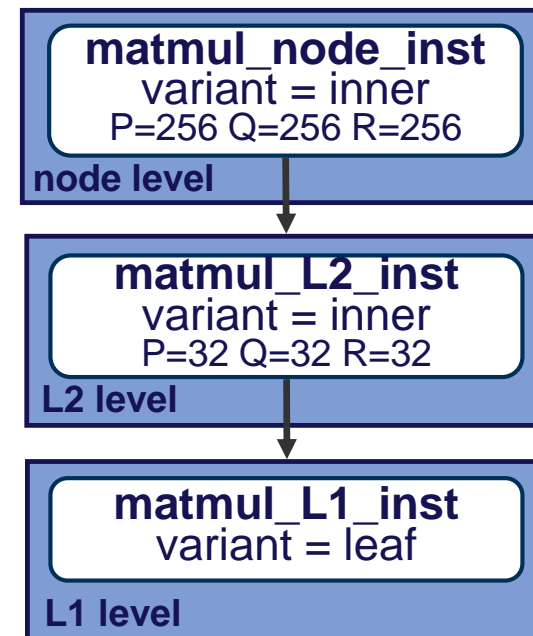 matmul_node_inst
variant = inner
P=256 Q=256 R=256
node level
matmul_L2_inst
variant = inner
P=32 Q=32 R=32
L2 level
matmul_L1_inst
variant = leaf
L1 level